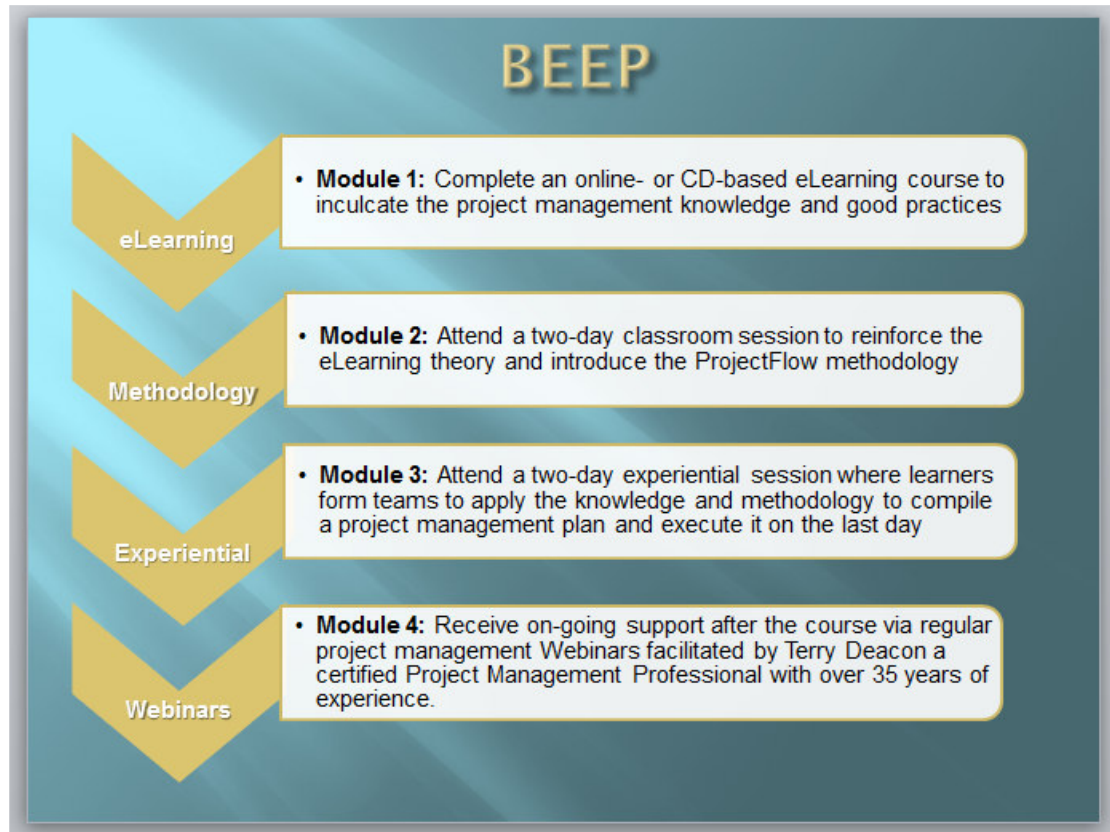 BEEP
eLearning
• Module 1: Complete an online- or CD-based eLearning course to
inculcate the project management knowledge and good practices
Methodology
• Module 2: Attend a two-day classroom session to reinforce the
eLearning theory and introduce the ProjectFlow methodology
Experiential
• Module 3: Attend a two-day experiential session where learners
form teams to apply the knowledge and methodology to compile
a project management plan and execute it on the last day
Webinars
• Module 4: Receive on-going support after the course via regular
project management Webinars facilitated by Terry Deacon a
certified Project Management Professional with over 35 years of
experience.